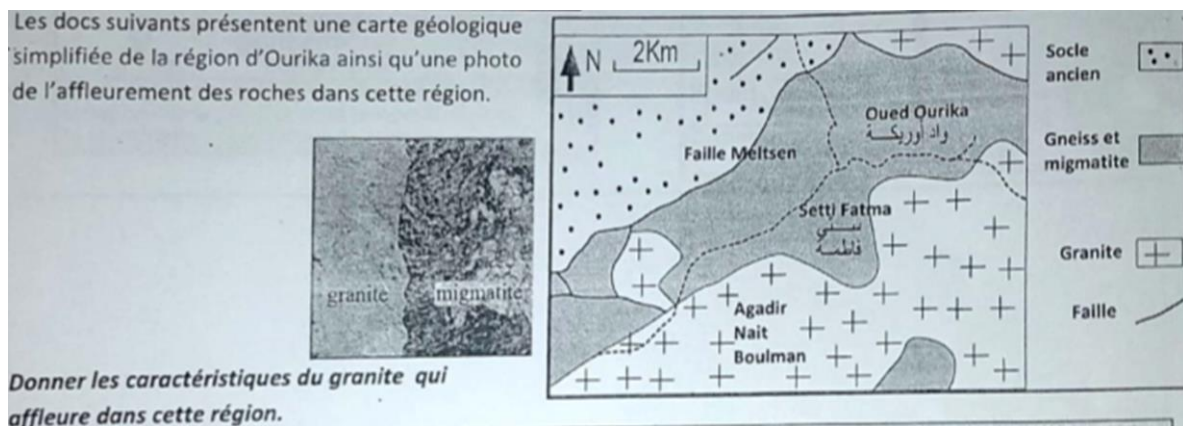 Les docs suivants présentent une carte géologique
simplifiée de la région d'Ourika ainsi qu'une photo
de l'affleurement des roches dans cette région.
granite
migmatite
Donner les caractéristiques du granite qui
affleure dans cette région.
N
2Km
Oued Ourika
واد أوريكة
Faille Meltsen
Setti Fatma
ستي
فاطمة
Agadir
Nait
Boulman
Socle
ancien
Gneiss et
migmatite
Granite
Faille